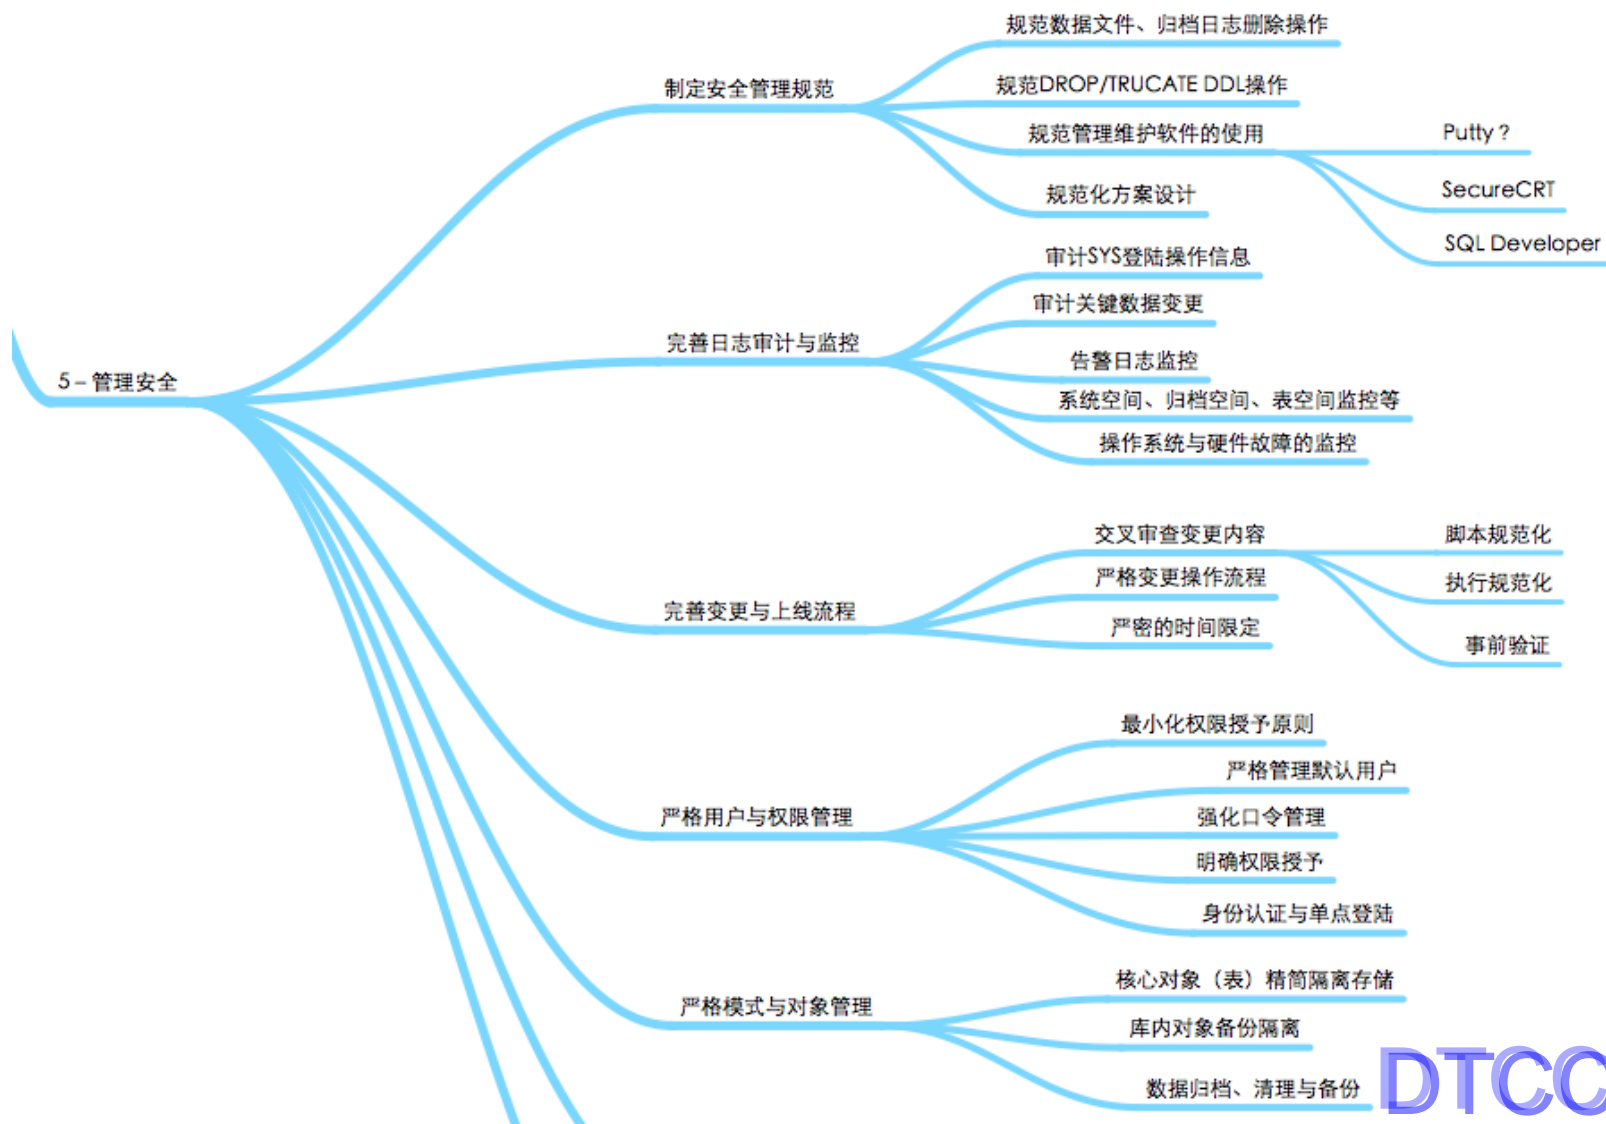 5 – 管理安全
制定安全管理规范
规范数据文件、归档日志删除操作
规范DROP/TRUCATE DDL操作
规范管理维护软件的使用
Putty？
SecureCRT
SQL Developer
规范化方案设计
完善日志审计与监控
审计SYS登陆操作信息
审计关键数据变更
告警日志监控
系统空间、归档空间、表空间监控等
操作系统与硬件故障的监控
完善变更与上线流程
交叉审查变更内容
脚本规范化
执行规范化
事前验证
严格变更操作流程
严密的时间限定
严格用户与权限管理
最小化权限授予原则
严格管理默认用户
强化口令管理
明确权限授予
身份认证与单点登陆
严格模式与对象管理
核心对象（表）精简隔离存储
库内对象备份隔离
数据归档、清理与备份
DTCC